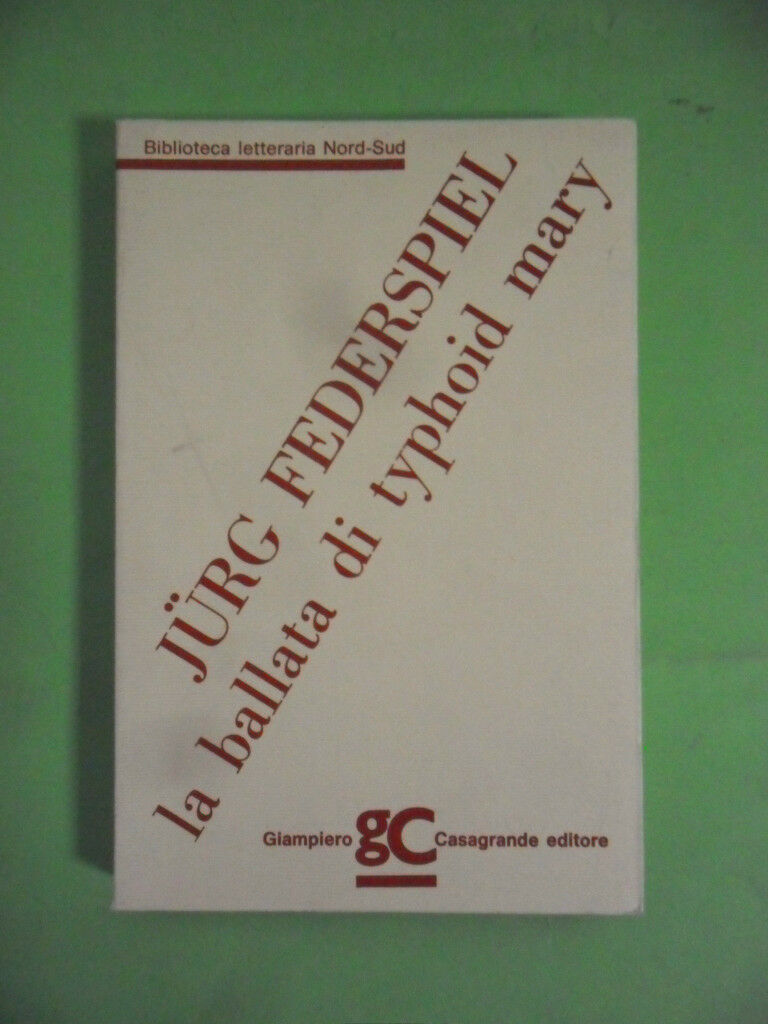 Biblioteca letteraria Nord-Sud
JÜRG FEDERSPIEL
la ballata di typhoid mary
Giampiero gC Casagrande editore